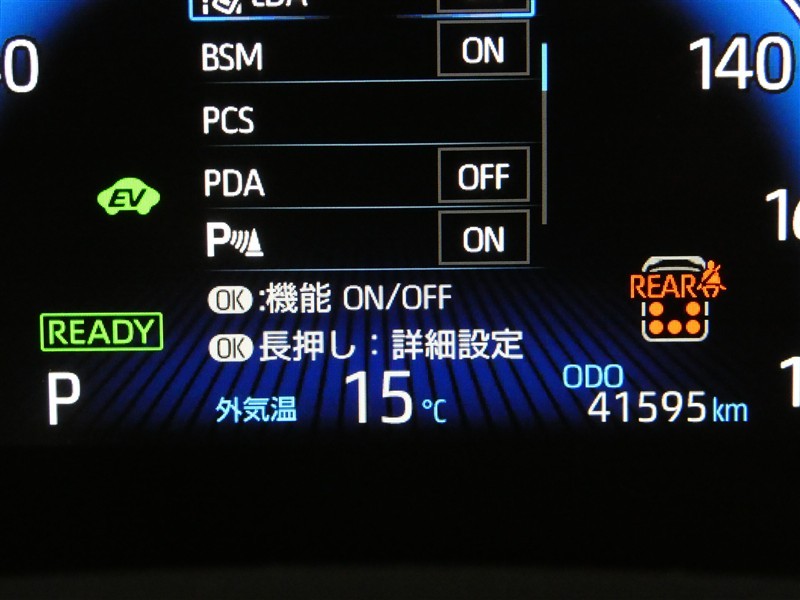 LDA
BSM ON
140
PCS
EV
PDA OFF
P ON
REAR
OK :機能 ON/OFF
READY
OK 長押し:詳細設定
P
外気温 15℃
ODO
41595km